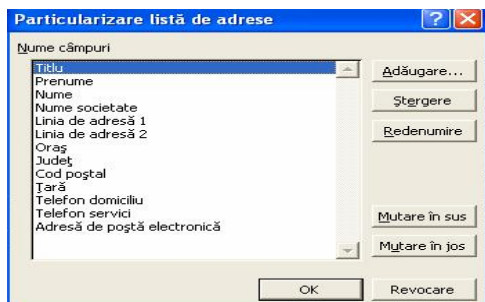 Particularizare listă de adrese
Nume câmpuri
Titlu
Prenume
Nume
Nume societate
Linia de adresă 1
Linia de adresă 2
Oraş
Judeţ
Cod poştal
Ţară
Telefon domiciliu
Telefon servici
Adresă de poştă electronică
Adăugare...
Ştergere
Redenumire
Mutare în sus
Mutare în jos
OK
Revocare